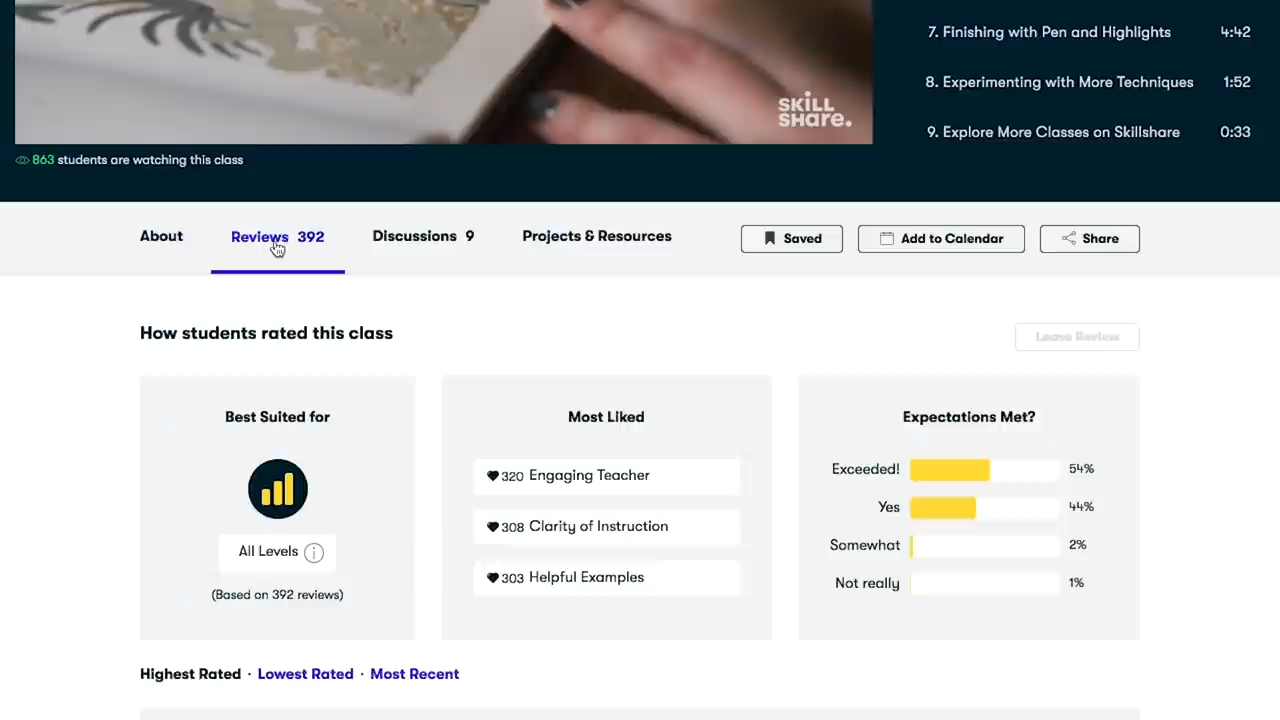 7. Finishing with Pen and Highlights 4:42
8. Experimenting with More Techniques 1:52
SKILL
SHARE.
9. Explore More Classes on Skillshare 0:33
863 students are watching this class
About Reviews 392 Discussions 9 Projects & Resources Saved Add to Calendar Share
How students rated this class
Leave Review
Best Suited for
All Levels
(Based on 392 reviews)
Most Liked
320 Engaging Teacher
308 Clarity of Instruction
303 Helpful Examples
Expectations Met?
Exceeded! 54%
Yes 44%
Somewhat 2%
Not really 1%
Highest Rated · Lowest Rated · Most Recent